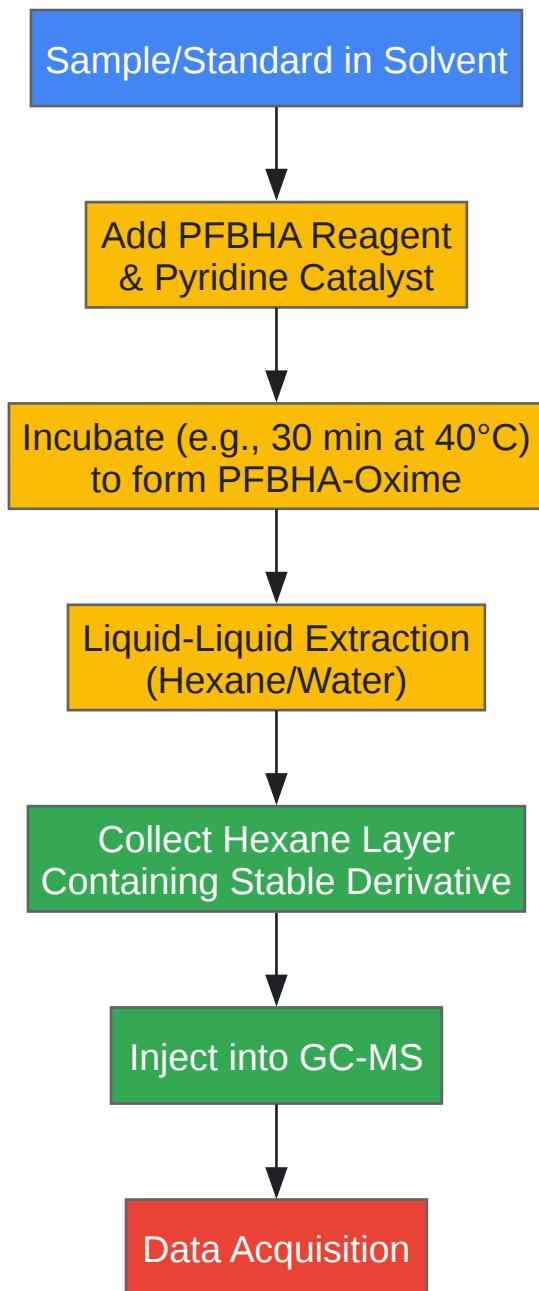 Sample/Standard in Solvent
Add PFBHA Reagent
& Pyridine Catalyst
Incubate (e.g., 30 min at 40°C)
to form PFBHA-Oxime
Liquid-Liquid Extraction
(Hexane/Water)
Collect Hexane Layer
Containing Stable Derivative
Inject into GC-MS
Data Acquisition